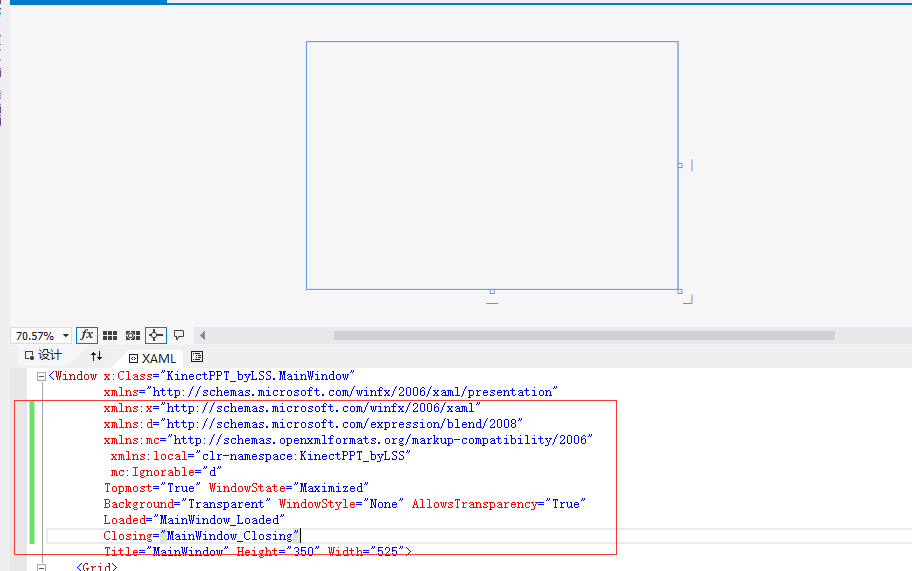 70.57%
fx
设计
XAML
<Window x:Class="KinectPPT_byLSS.MainWindow"
xmlns="http://schemas.microsoft.com/winfx/2006/xaml/presentation"
xmlns:x="http://schemas.microsoft.com/winfx/2006/xaml"
xmlns:d="http://schemas.microsoft.com/expression/blend/2008"
xmlns:mc="http://schemas.openxmlformats.org/markup-compatibility/2006"
xmlns:local="clr-namespace:KinectPPT_byLSS"
mc:Ignorable="d"
Topmost="True" WindowState="Maximized"
Background="Transparent" WindowStyle="None" AllowsTransparency="True"
Loaded="MainWindow_Loaded"
Closing="MainWindow_Closing"
Title="MainWindow" Height="350" Width="525">
<Grid>